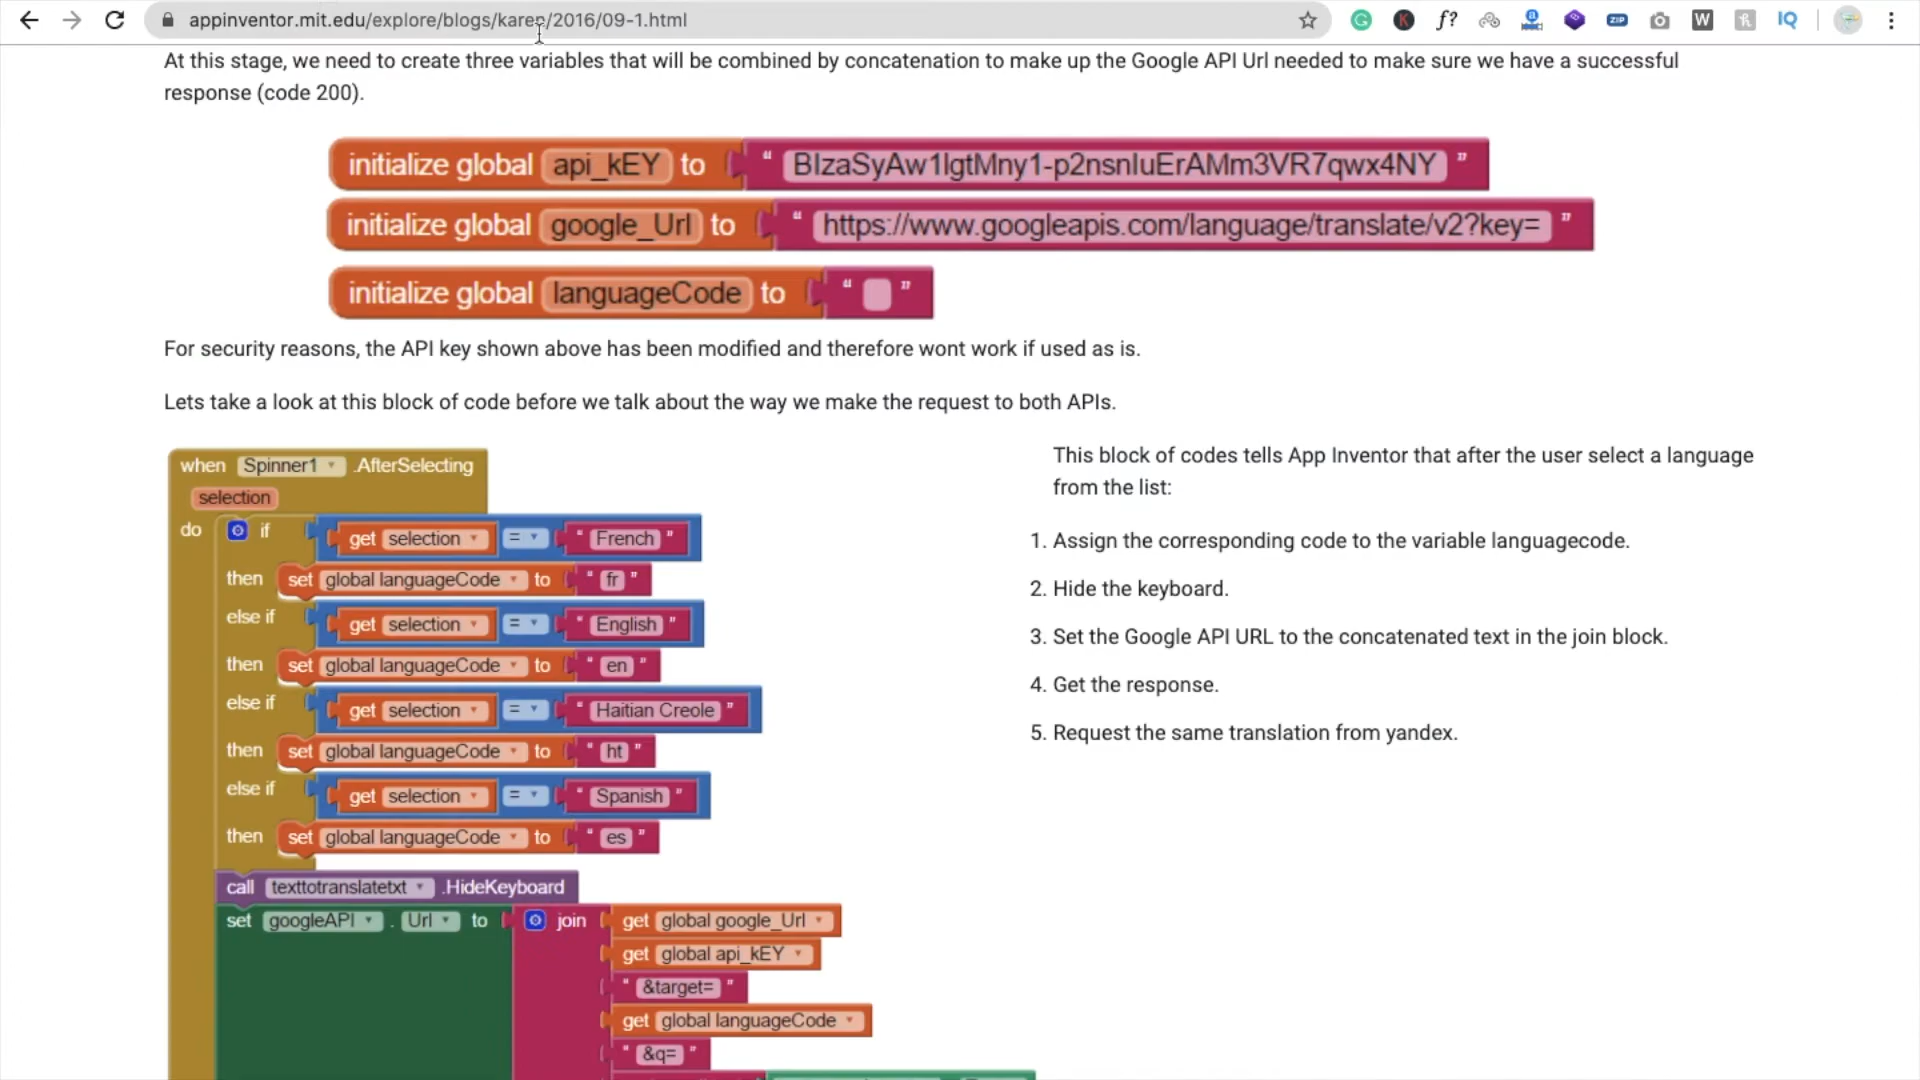 appinventor.mit.edu/explore/blogs/karen/2016/09-1.html
At this stage, we need to create three variables that will be combined by concatenation to make up the Google API Url needed to make sure we have a successful
response (code 200).
initialize global api_kEY to " BIzaSyAw1lgtMny1-p2nsnluErAMm3VR7qwx4NY "
initialize global google_Url to " https://www.googleapis.com/language/translate/v2?key= "
initialize global languageCode to " "
For security reasons, the API key shown above has been modified and therefore wont work if used as is.
Lets take a look at this block of code before we talk about the way we make the request to both APIs.
when Spinner1 .AfterSelecting
selection
do if get selection = " French "
then set global languageCode to " fr "
else if get selection = " English "
then set global languageCode to " en "
else if get selection = " Haitian Creole "
then set global languageCode to " ht "
else if get selection = " Spanish "
then set global languageCode to " es "
call texttotranslatetxt .HideKeyboard
set googleAPI . Url to join get global google_Url
get global api_kEY
" &target= "
get global languageCode
" &q= "
This block of codes tells App Inventor that after the user select a language
from the list:
1. Assign the corresponding code to the variable languagecode.
2. Hide the keyboard.
3. Set the Google API URL to the concatenated text in the join block.
4. Get the response.
5. Request the same translation from yandex.